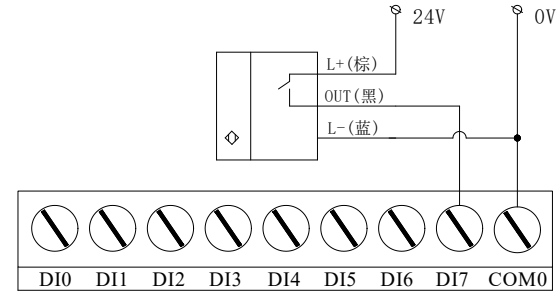 24V 0V
L+(棕)
OUT(黑)
L-(蓝)
DI0 DI1 DI2 DI3 DI4 DI5 DI6 DI7 COM0